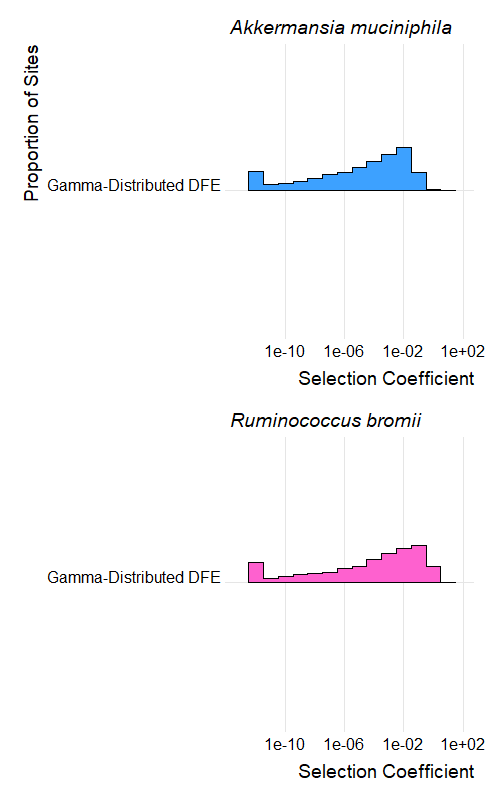 Akkermansia muciniphila
Proportion of Sites
Gamma-Distributed DFE
1e-10 1e-06 1e-02 1e+02
Selection Coefficient
Ruminococcus bromii
Gamma-Distributed DFE
1e-10 1e-06 1e-02 1e+02
Selection Coefficient